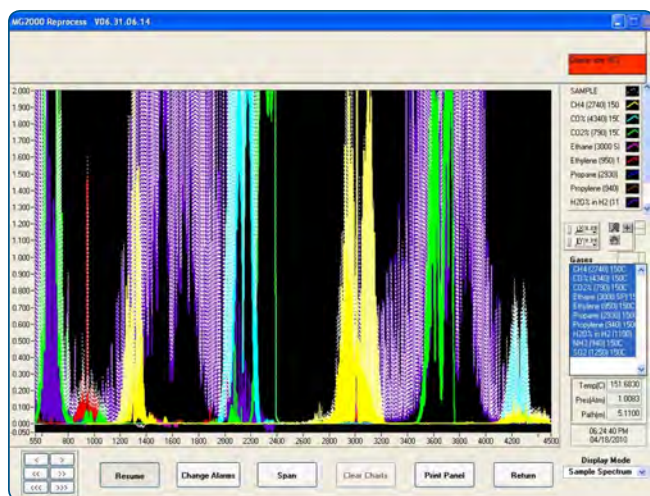 MG2000 Reprocess V06.31.06.14
SAMPLE
CH4 (2740) 150
CO% (4340) 15C
CO2% (790) 15C
Ethane (3000 S
Ethylene (950) 1
Propane (2930)
Propylene (940)
H2O% in H2 (11
2.000
1.900
1.800
1.700
1.600
1.500
1.400
1.300
1.200
1.100
1.000
0.900
0.800
0.700
0.600
0.500
0.400
0.300
0.200
0.100
0.000
-0.050
550 800 1000 1200 1400 1600 1800 2000 2200 2400 2600 2800 3000 3200 3400 3600 3800 4000 4200 4500
Gases
CH4 (2740) 150C
CO% (4340) 150C
CO2% (790) 150C
Ethane (3000 SP) 15
Ethylene (950) 150C
Propane (2930) 150C
Propylene (940) 150C
H2O% in H2 (1100)
NH3 (940) 150C
SO2 (1250) 150C
Temp(C) 151.6830
Pres(Atm) 1.0083
Path(m) 5.1100
06:24:40 PM
04/18/2010
Display Mode
Sample Spectrum
< >
<< >>
<<< >>>
Resume
Change Alarms
Span
Clear Charts
Print Panel
Return